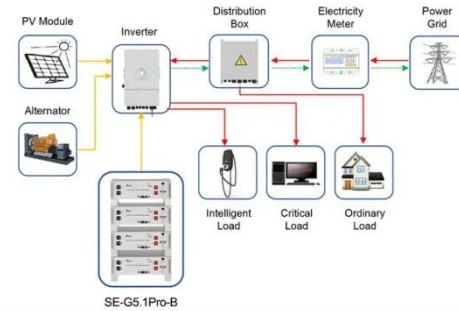 PV Module
Inverter
Distribution
Box
Electricity
Meter
Power
Grid
Alternator
Intelligent
Load
Critical
Load
Ordinary
Load
SE-G5.1Pro-B